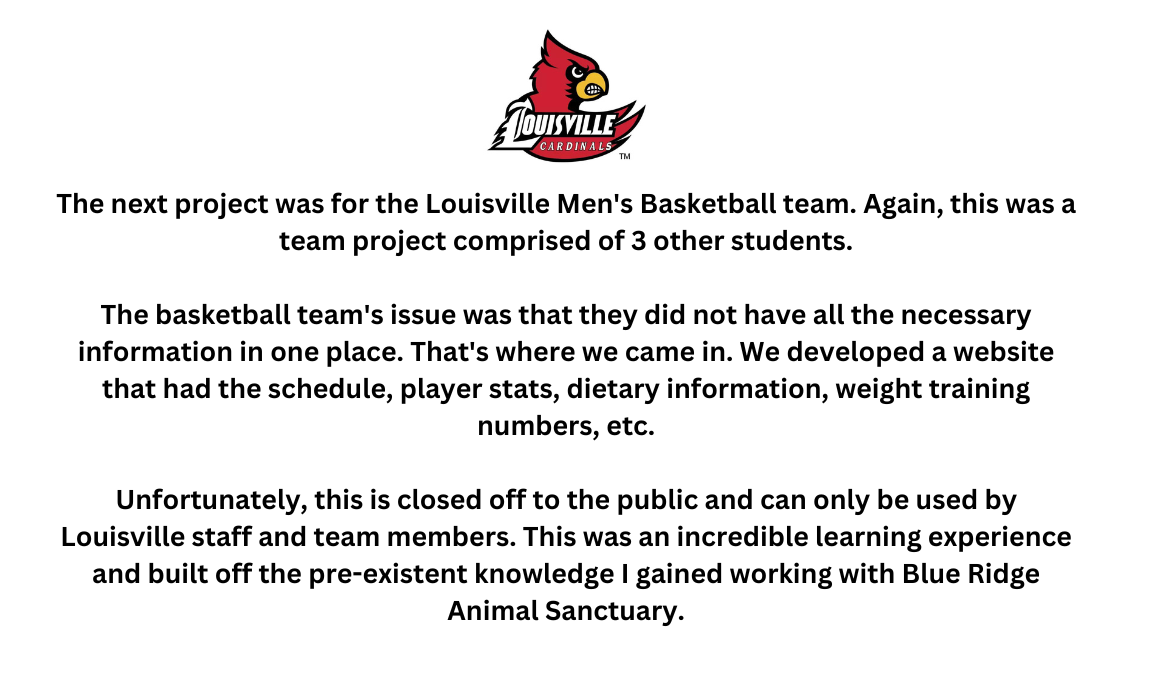 LOUISVILLE
CARDINALS
TM
The next project was for the Louisville Men's Basketball team. Again, this was a
team project comprised of 3 other students.
The basketball team's issue was that they did not have all the necessary
information in one place. That's where we came in. We developed a website
that had the schedule, player stats, dietary information, weight training
numbers, etc.
Unfortunately, this is closed off to the public and can only be used by
Louisville staff and team members. This was an incredible learning experience
and built off the pre-existent knowledge I gained working with Blue Ridge
Animal Sanctuary.